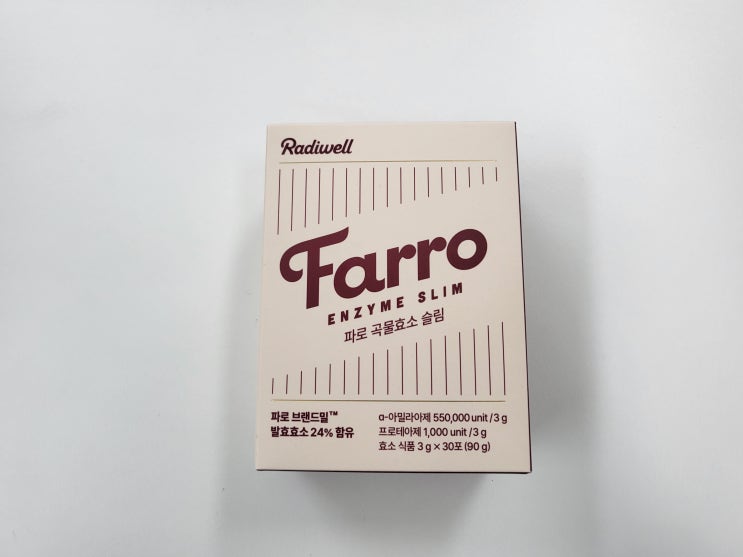 Radiwell
Farro
ENZYME SLIM
파로 곡물효소 슬림
파로 브랜드밀™
발효효소 24% 함유
α-아밀라아제 550,000 unit / 3 g
프로테아제 1,000 unit / 3 g
효소 식품 3 g × 30포 (90 g)